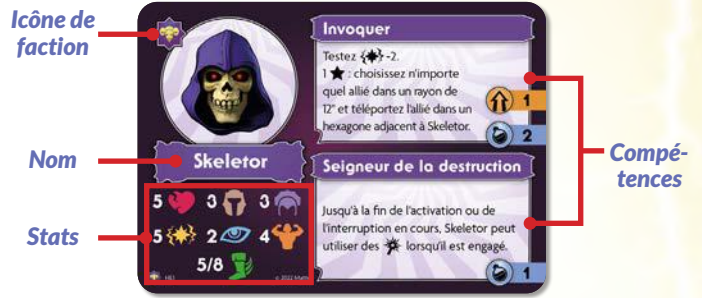 Icône de
faction
Nom
Stats
Skeletor
5 3 3
5 2 4
5/8
HE1
© 2022 Matt
Invoquer
Testez -2.
1 ★ : choisissez n'importe
quel allié dans un rayon de
12" et téléportez l'allié dans un
hexagone adjacent à Skeletor.
1
2
Seigneur de la destruction
Jusqu'à la fin de l'activation ou de
l'interruption en cours, Skeletor peut
utiliser des lorsqu'il est engagé.
1
Compé-
tences